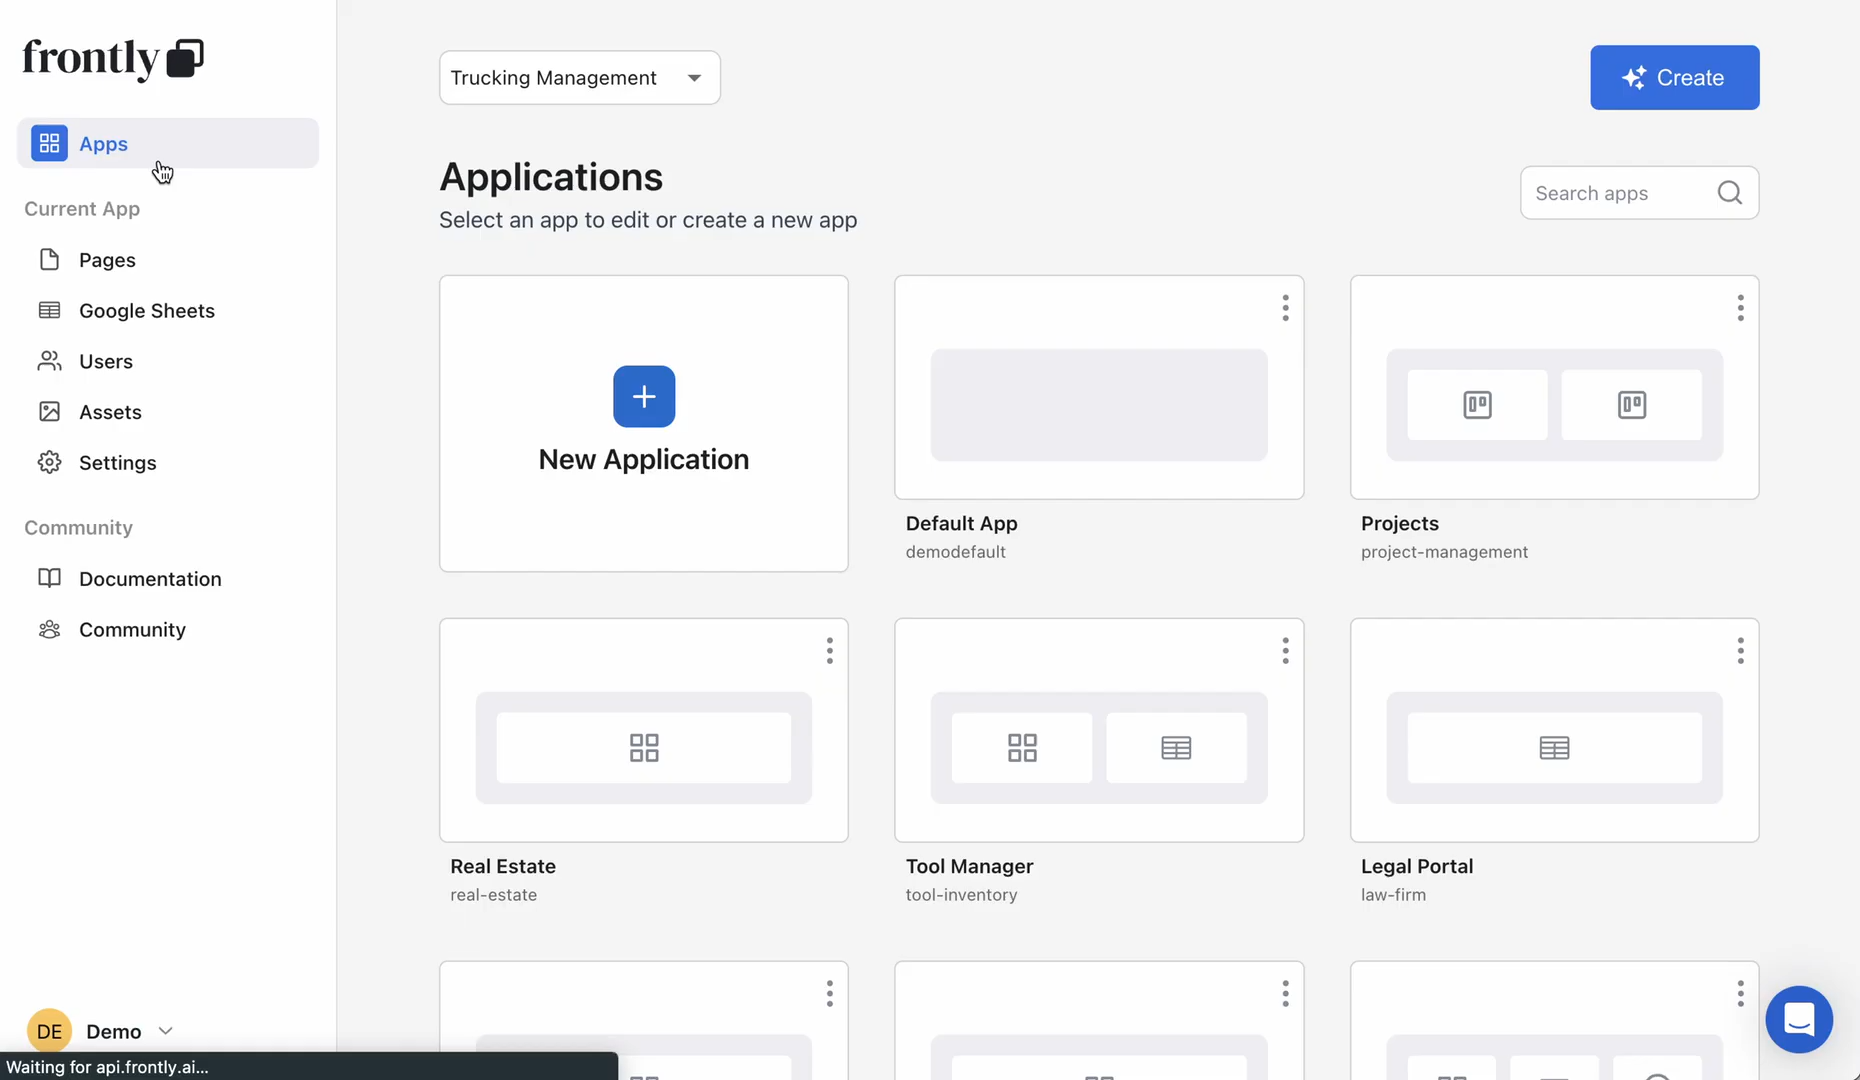 frontly
Apps
Current App
Pages
Google Sheets
Users
Assets
Settings
Community
Documentation
Community
DE Demo
Waiting for api.frontly.ai...
Trucking Management
Create
Applications
Select an app to edit or create a new app
Search apps
New Application
Default App
demodefault
Projects
project-management
Real Estate
real-estate
Tool Manager
tool-inventory
Legal Portal
law-firm